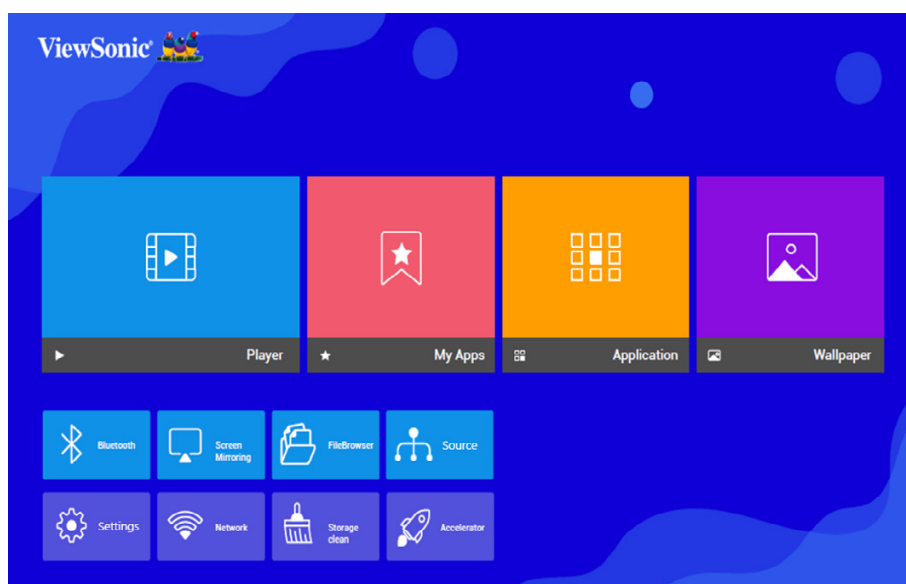 ViewSonic®
Player
My Apps
Application
Wallpaper
Bluetooth
Screen
Mirroring
FileBrowser
Source
Settings
Network
Storage
clean
Accelerator